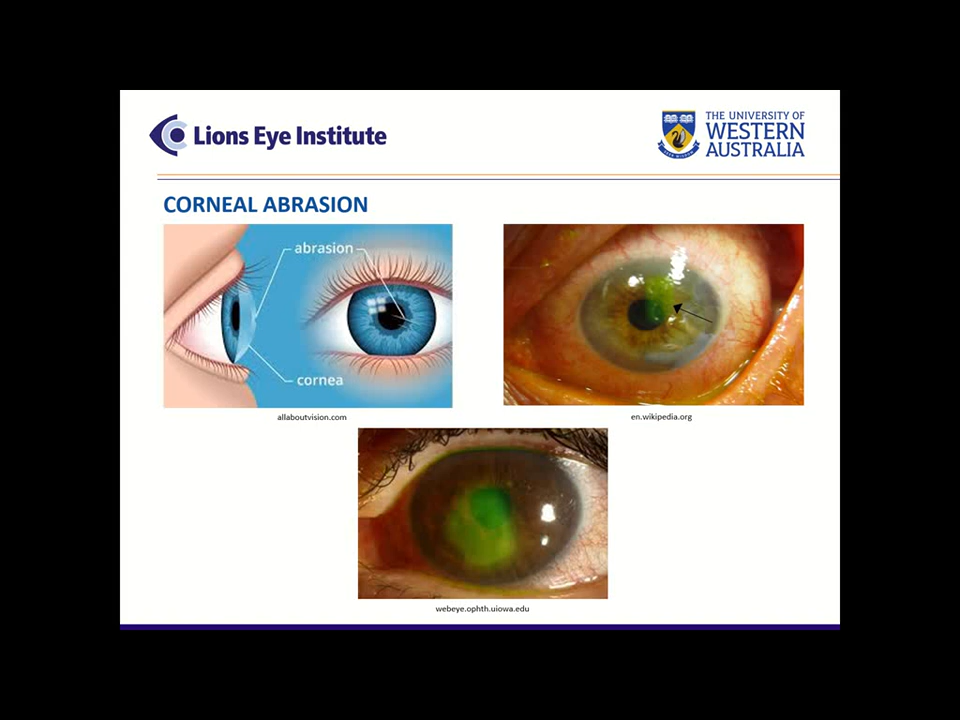 Lions Eye Institute
THE UNIVERSITY OF
WESTERN
AUSTRALIA
CORNEAL ABRASION
abrasion
cornea
allaboutvision.com
en.wikipedia.org
webeye.ophth.uiowa.edu